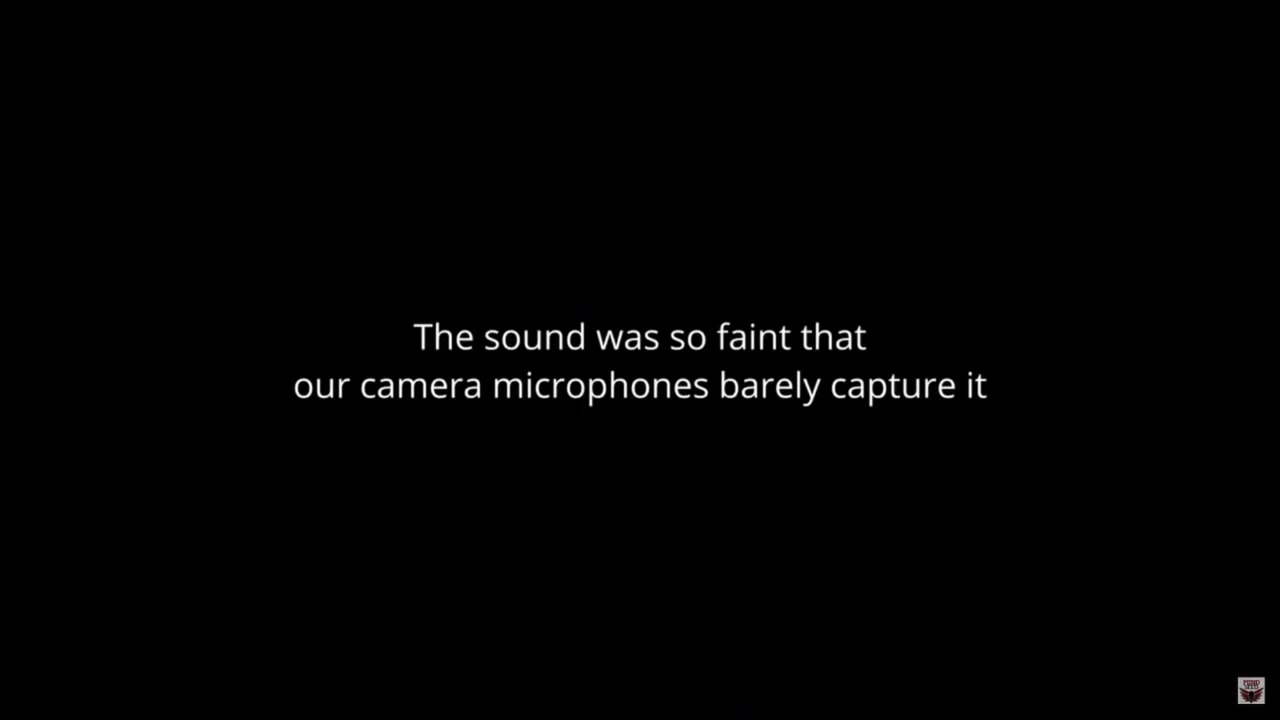 The sound was so faint that
our camera microphones barely capture it